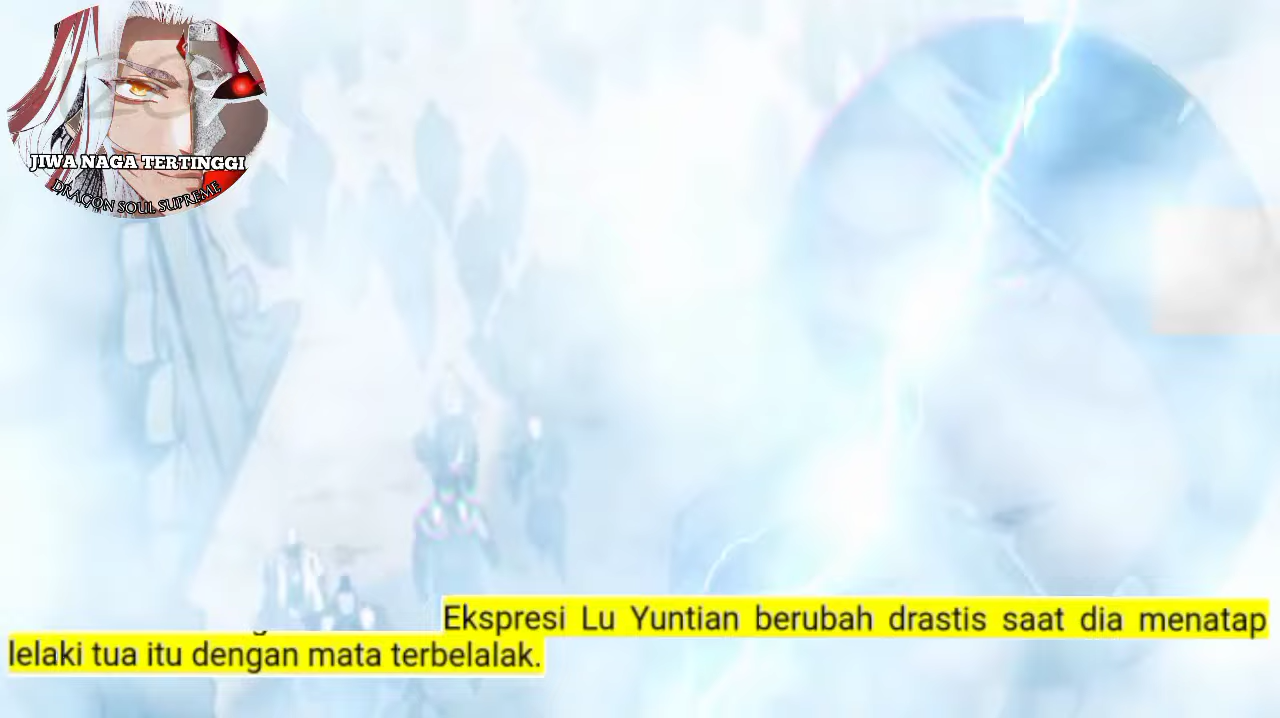 JIWA NAGA TERTINGGI
DRAGON SOUL SUPREME
Ekspresi Lu Yuntian berubah drastis saat dia menatap
lelaki tua itu dengan mata terbelalak.